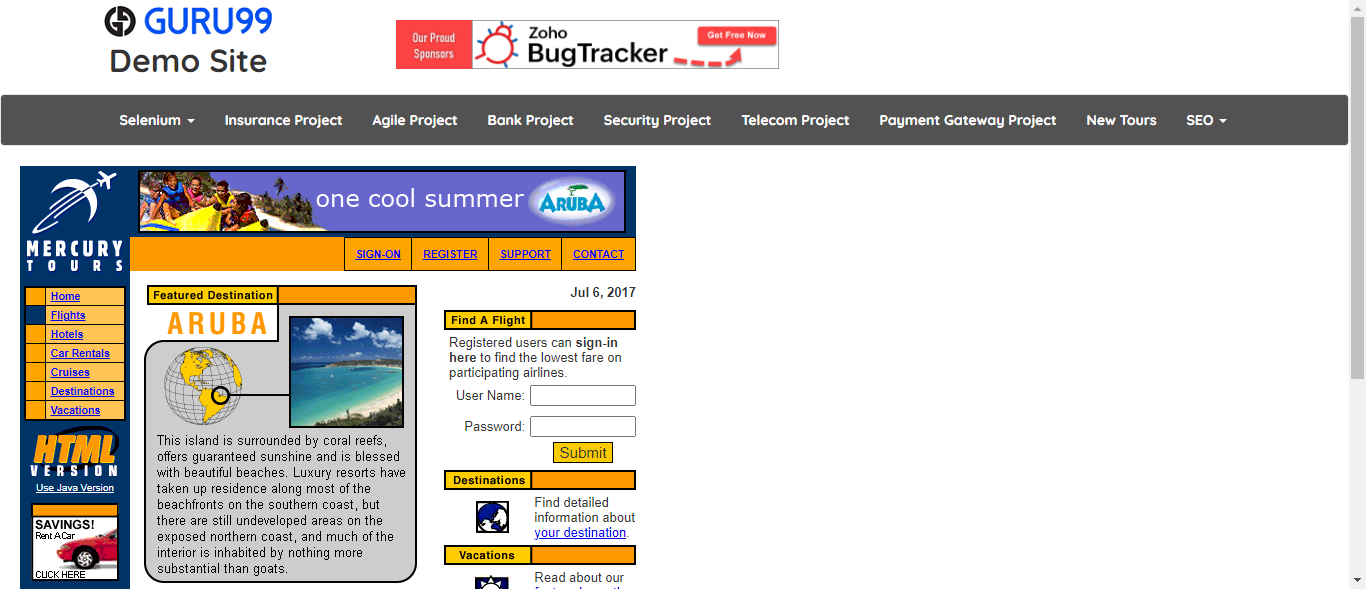 GURU99
Demo Site
Our Proud
Sponsors
Zoho
BugTracker
Get Free Now
Selenium
Insurance Project
Agile Project
Bank Project
Security Project
Telecom Project
Payment Gateway Project
New Tours
SEO
MERCURY
TOURS
one cool summer
ARUBA
SIGN-ON
REGISTER
SUPPORT
CONTACT
Home
Flights
Hotels
Car Rentals
Cruises
Destinations
Vacations
HTML
VERSION
Use Java Version
SAVINGS!
Rent A Car
CLICK HERE
Featured Destination
ARUBA
This island is surrounded by coral reefs,
offers guaranteed sunshine and is blessed
with beautiful beaches. Luxury resorts have
taken up residence along most of the
beachfronts on the southern coast, but
there are still undeveloped areas on the
exposed northern coast, and much of the
interior is inhabited by nothing more
substantial than goats.
Jul 6, 2017
Find A Flight
Registered users can sign-in
here to find the lowest fare on
participating airlines.
User Name:
Password:
Submit
Destinations
Find detailed
information about
your destination.
Vacations
Read about our